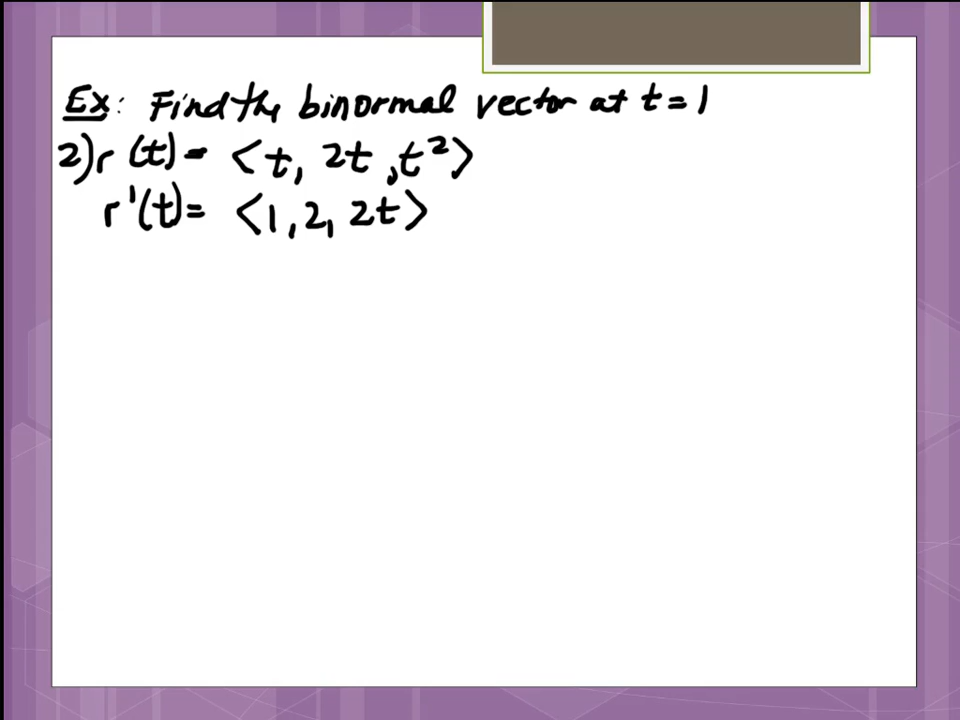 Ex: Find the binormal vector at t = 1
2) r(t) = <t, 2t, t²>
r'(t) = <1, 2, 2t>